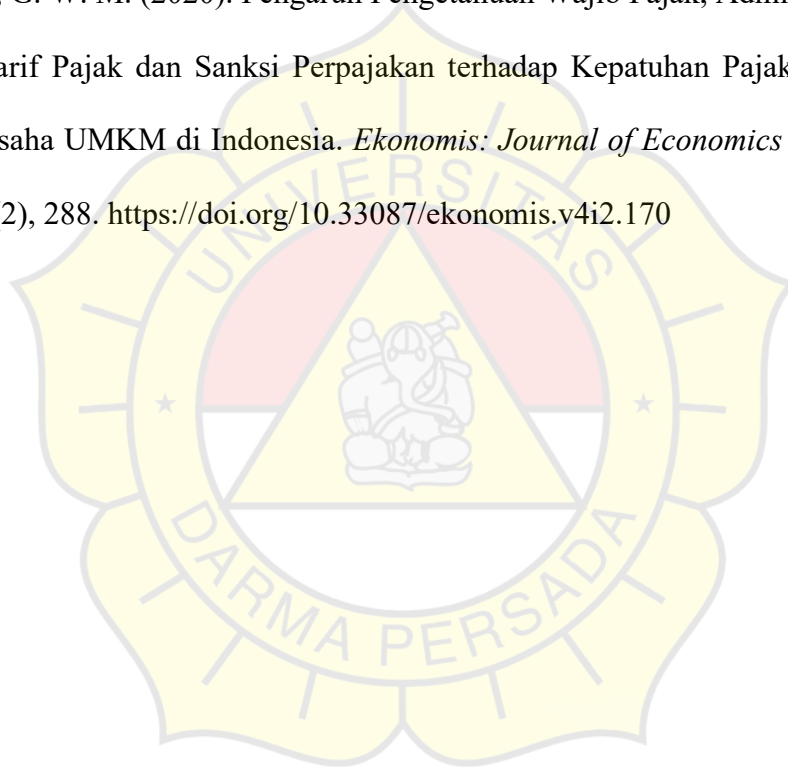 G. W. M. (2020). Pengaruh Pengetahuan Wajib Pajak,
arif Pajak dan Sanksi Perpajakan terhadap Kepatuhan Pajak
saha UMKM di Indonesia. Ekonomis: Journal of Economics
2), 288. https://doi.org/10.33087/ekonomis.v4i2.170
UNIVERSITAS
DARMA PERSADA